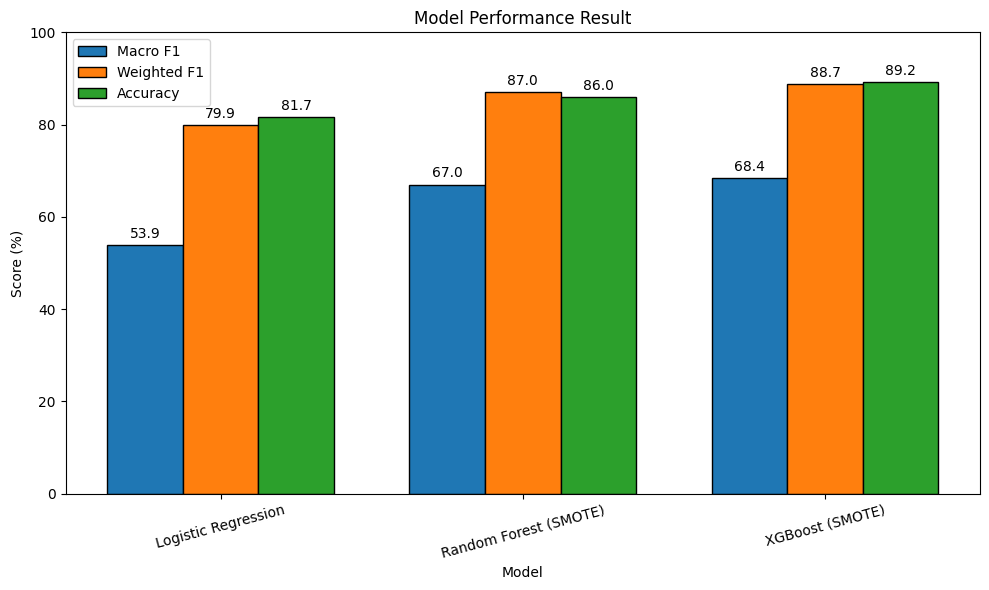 Model Performance Result
Macro F1
Weighted F1
Accuracy
Score (%)
100
80
60
40
20
0
53.9
79.9
81.7
67.0
87.0
86.0
68.4
88.7
89.2
Logistic Regression
Random Forest (SMOTE)
XGBoost (SMOTE)
Model